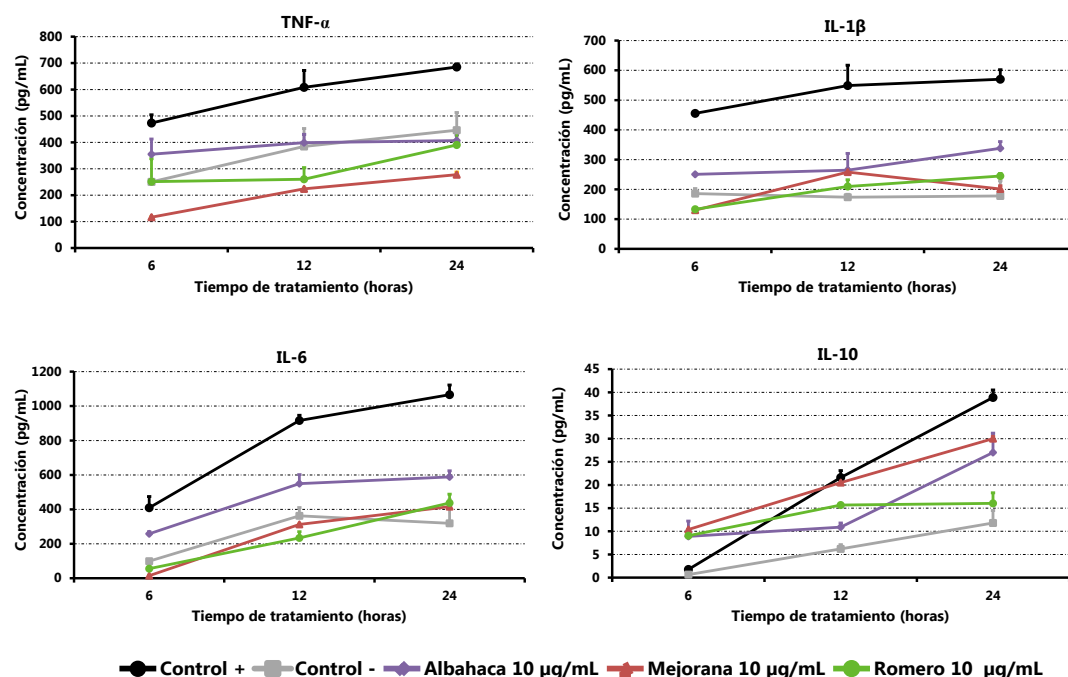 TNF-α
Concentración (pg/mL)
800
700
600
500
400
300
200
100
0
6 12 24
Tiempo de tratamiento (horas)
IL-1β
Concentración (pg/mL)
700
600
500
400
300
200
100
0
6 12 24
Tiempo de tratamiento (horas)
IL-6
Concentración (pg/mL)
1200
1000
800
600
400
200
0
6 12 24
Tiempo de tratamiento (horas)
IL-10
Concentración (pg/mL)
45
40
35
30
25
20
15
10
5
0
6 12 24
Tiempo de tratamiento (horas)
Control + Control - Albahaca 10 µg/mL Mejorana 10 µg/mL Romero 10 µg/mL